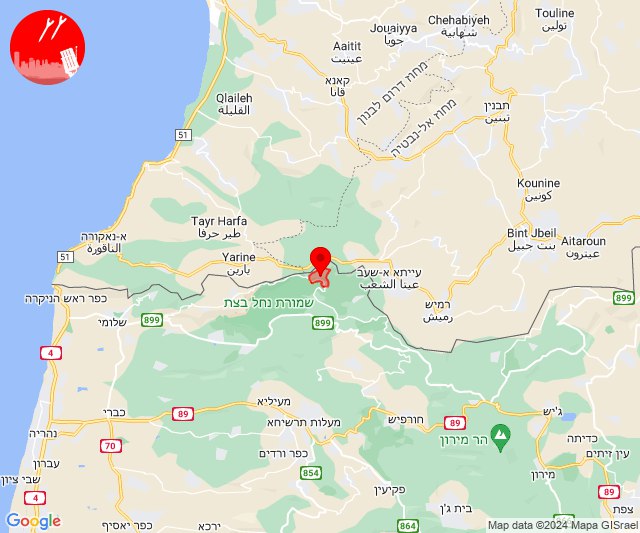 Touline
تولين
Chehabiyeh
شهابية
Jouaiyya
جويا
Aaitit
عيتيت
קאנא
قانا
מחוז דרום לבנון
Qlaileh
القليلة
51
מחוז אל-נבטיה
תבנין
تبنين
Kounine
كونين
Tayr Harfa
طير حرفا
א-נאקורה
الناقورة
51
Yarine
يارين
Bint Jbeil
بنت جبيل
Aitaroun
عيترون
עייתא א-שעב
عيتا الشعب
רמיש
رميش
כפר ראש הניקרה
שמורת נחל בצת
שלומי
899
899
899
4
מעיליא
כברי
89
מעלות תרשיחא
חורפיש
89
ג'יש
נהריה
70
כפר ורדים
הר מירון
כדיתה
עין זיתים
עברון
שבי ציון
854
מירון
4
פקיעין
89
צפת
Google
כפר יאסיף
ירכא
864
בית ג'ן
Map data ©2024 Mapa GISrael